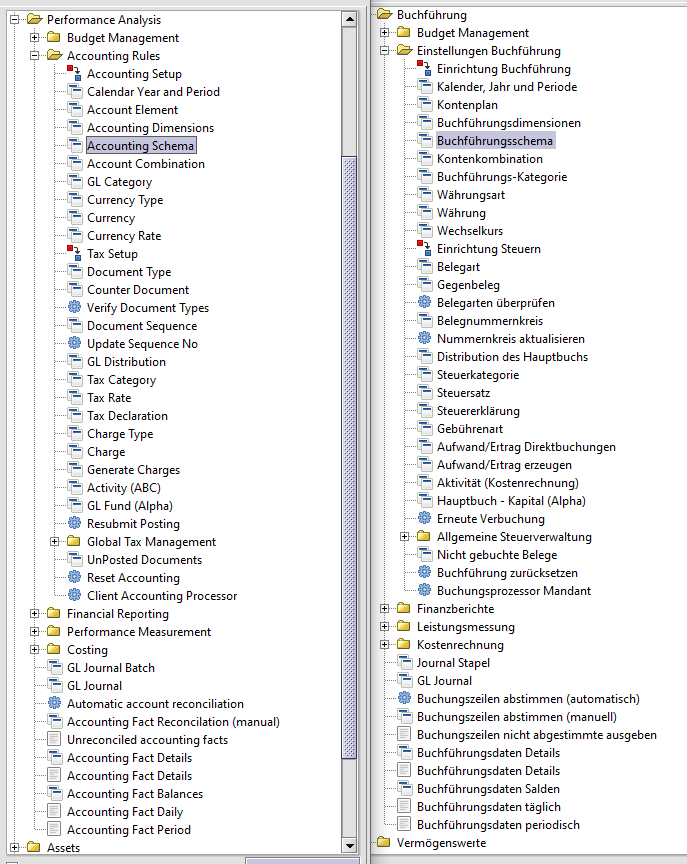 Performance Analysis
Budget Management
Accounting Rules
Accounting Setup
Calendar Year and Period
Account Element
Accounting Dimensions
Accounting Schema
Account Combination
GL Category
Currency Type
Currency
Currency Rate
Tax Setup
Document Type
Counter Document
Verify Document Types
Document Sequence
Update Sequence No
GL Distribution
Tax Category
Tax Rate
Tax Declaration
Charge Type
Charge
Generate Charges
Activity (ABC)
GL Fund (Alpha)
Resubmit Posting
Global Tax Management
UnPosted Documents
Reset Accounting
Client Accounting Processor
Financial Reporting
Performance Measurement
Costing
GL Journal Batch
GL Journal
Automatic account reconciliation
Accounting Fact Reconcilation (manual)
Unreconciled accounting facts
Accounting Fact Details
Accounting Fact Details
Accounting Fact Balances
Accounting Fact Daily
Accounting Fact Period
Assets
Buchführung
Budget Management
Einstellungen Buchführung
Einrichtung Buchführung
Kalender, Jahr und Periode
Kontenplan
Buchführungsdimensionen
Buchführungsschema
Kontenkombination
Buchführungs-Kategorie
Währungsart
Währung
Wechselkurs
Einrichtung Steuern
Belegart
Gegenbeleg
Belegarten überprüfen
Belegnummernkreis
Nummernkreis aktualisieren
Distribution des Hauptbuchs
Steuerkategorie
Steuersatz
Steuererklärung
Gebührenart
Aufwand/Ertrag Direktbuchungen
Aufwand/Ertrag erzeugen
Aktivität (Kostenrechnung)
Hauptbuch - Kapital (Alpha)
Erneute Verbuchung
Allgemeine Steuerverwaltung
Nicht gebuchte Belege
Buchführung zurücksetzen
Buchungsprozessor Mandant
Finanzberichte
Leistungsmessung
Kostenrechnung
Journal Stapel
GL Journal
Buchungszeilen abstimmen (automatisch)
Buchungszeilen abstimmen (manuell)
Buchungszeilen nicht abgestimmte ausgeben
Buchführungsdaten Details
Buchführungsdaten Details
Buchführungsdaten Salden
Buchführungsdaten täglich
Buchführungsdaten periodisch
Vermögenswerte